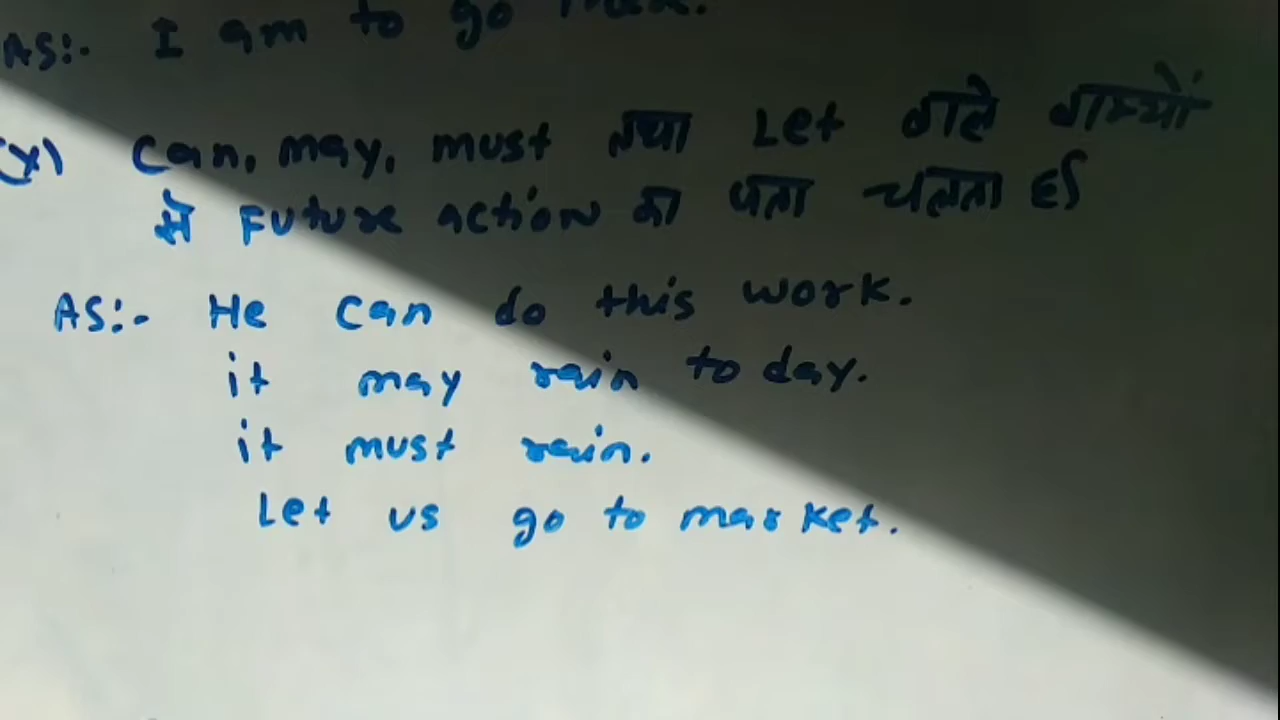 AS:- I am to go
(x) Can, may, must तथा Let वाले वाक्यों
से Future action का पता चलता है
AS:- He can do this work.
it may rain to day.
it must rain.
Let us go to market.